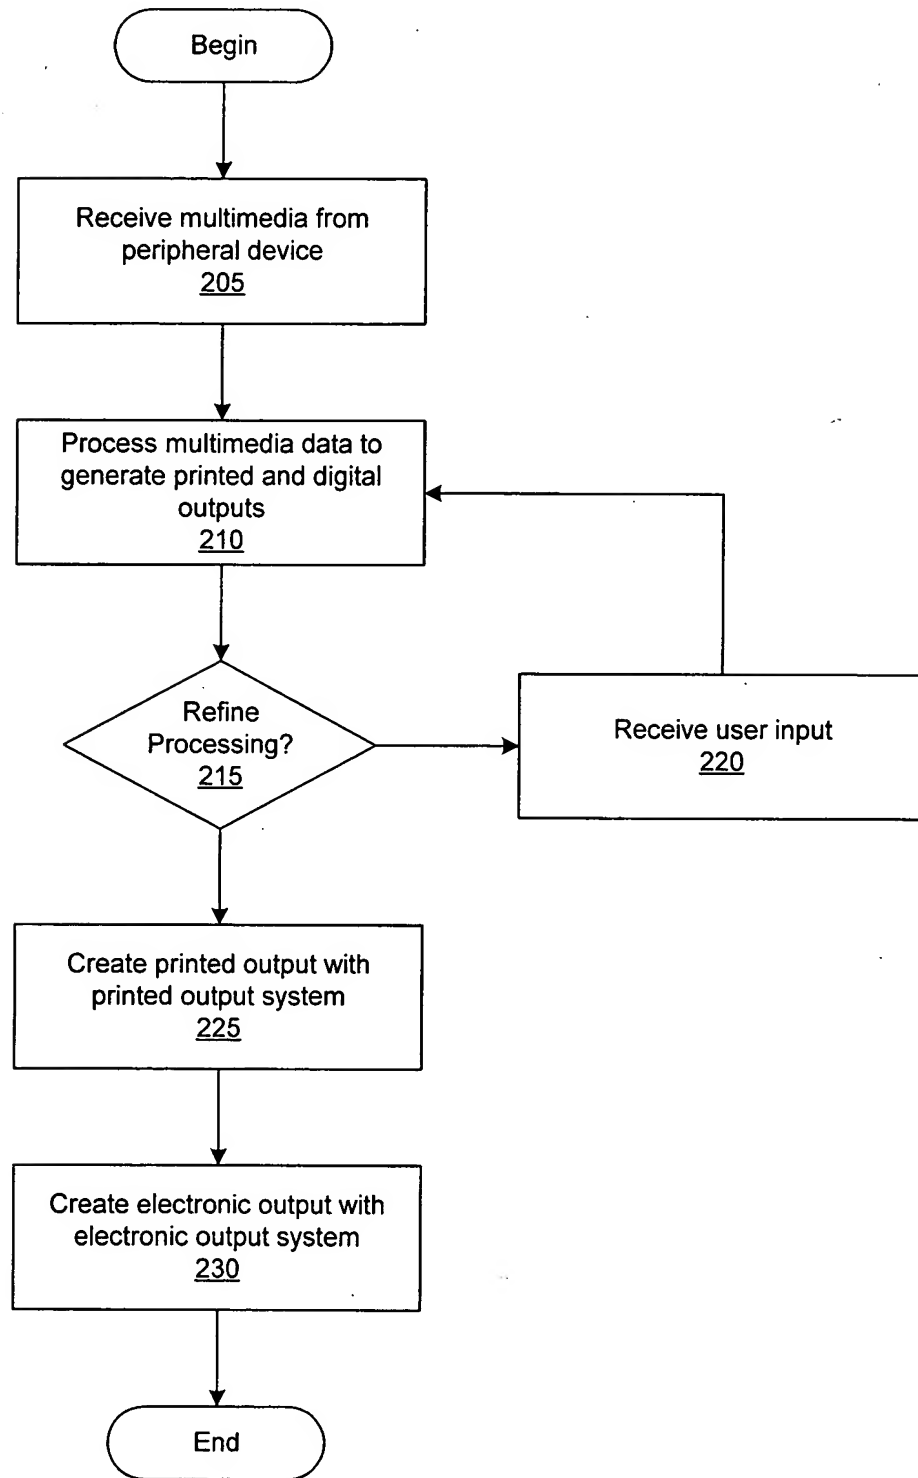 Begin
Receive multimedia from
peripheral device
205
Process multimedia data to
generate printed and digital
outputs
210
Refine
Processing?
215
Receive user input
220
Create printed output with
printed output system
225
Create electronic output with
electronic output system
230
End